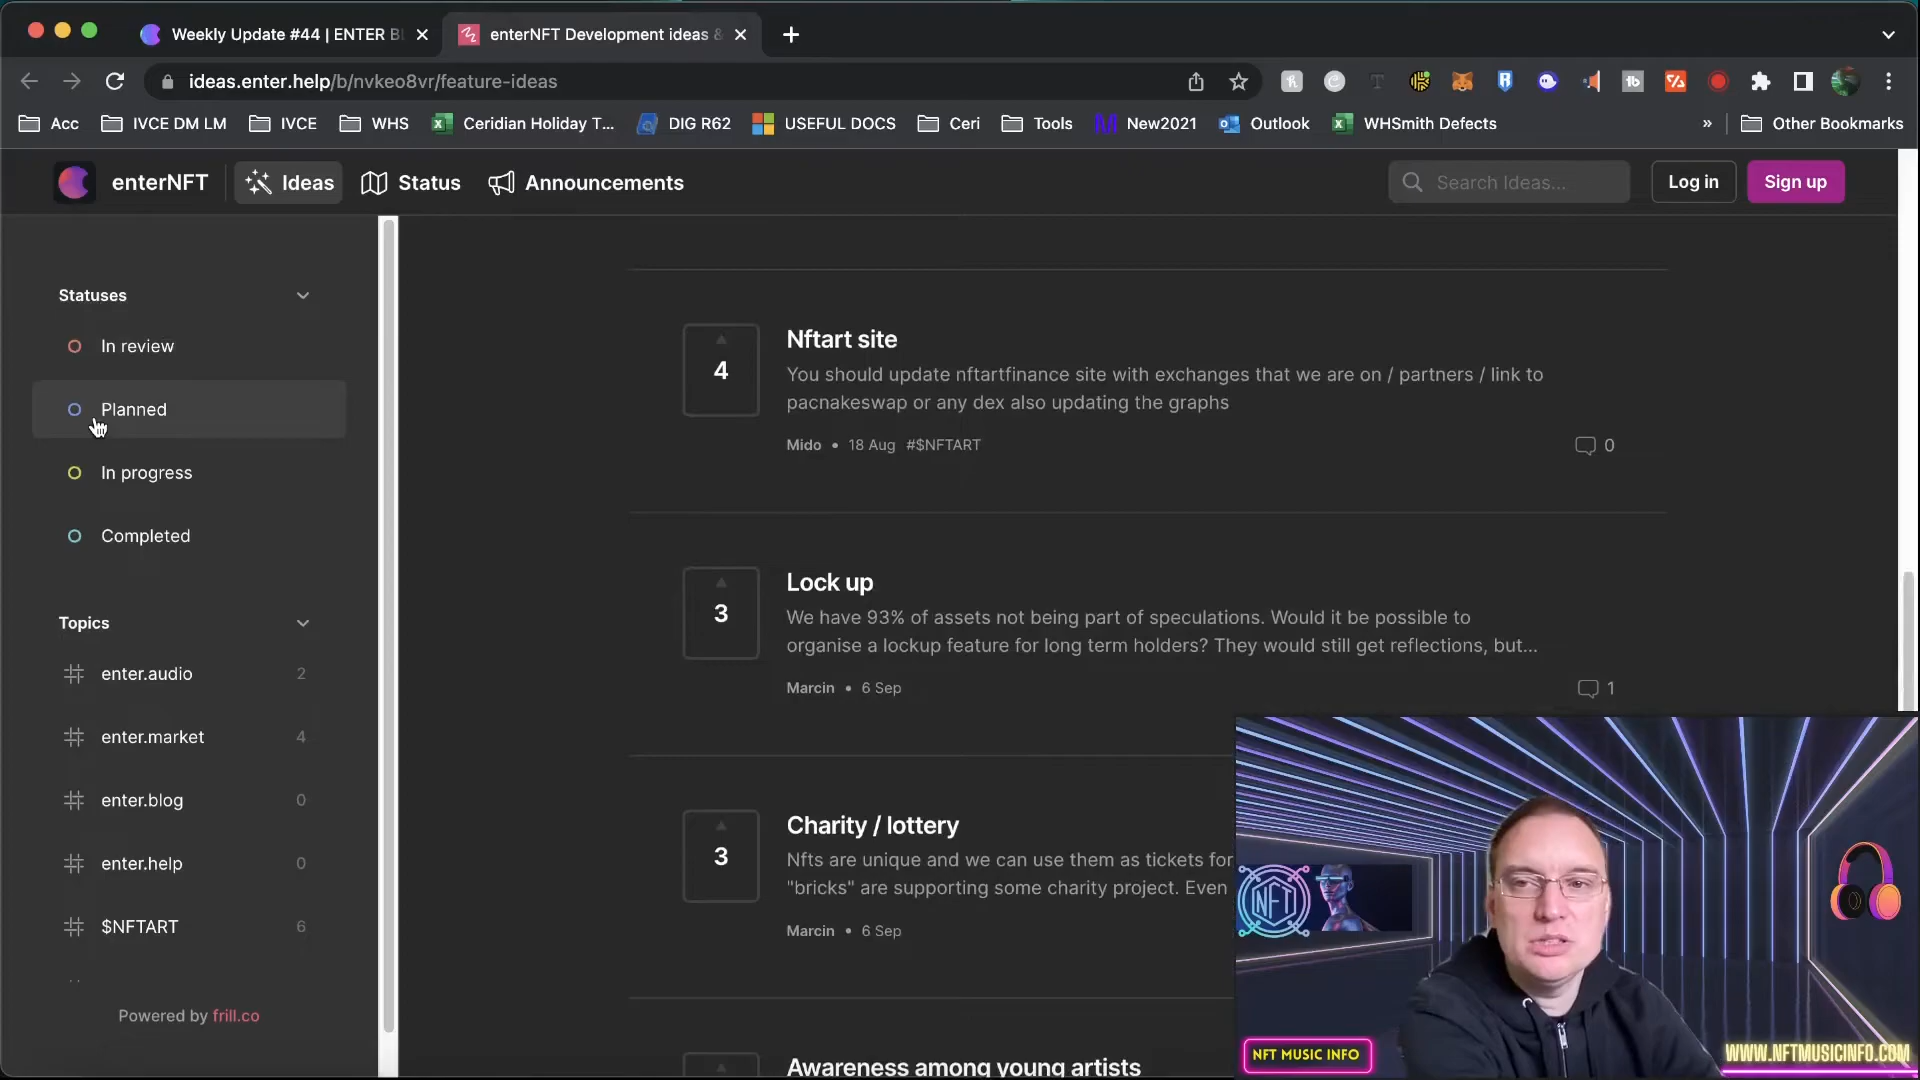 Weekly Update #44 | ENTER B
enterNFT Development ideas &
ideas.enter.help/b/nvkeo8vr/feature-ideas
Acc
IVCE DM LM
IVCE
WHS
Ceridian Holiday T...
DIG R62
USEFUL DOCS
Ceri
Tools
New2021
Outlook
WHSmith Defects
»
Other Bookmarks
enterNFT
Ideas
Status
Announcements
Search Ideas...
Log in
Sign up
Statuses
In review
Planned
In progress
Completed
Topics
enter.audio 2
enter.market 4
enter.blog 0
enter.help 0
$NFTART 6
Powered by frill.co
4
Nftart site
You should update nftartfinance site with exchanges that we are on / partners / link to
pacnakeswap or any dex also updating the graphs
Mido • 18 Aug #$NFTART
0
3
Lock up
We have 93% of assets not being part of speculations. Would it be possible to
organise a lockup feature for long term holders? They would still get reflections, but...
Marcin • 6 Sep
1
3
Charity / lottery
Nfts are unique and we can use them as tickets for
"bricks" are supporting some charity project. Even
Marcin • 6 Sep
Awareness among young artists
NFT
NFT MUSIC INFO
WWW.NFTMUSICINFO.COM